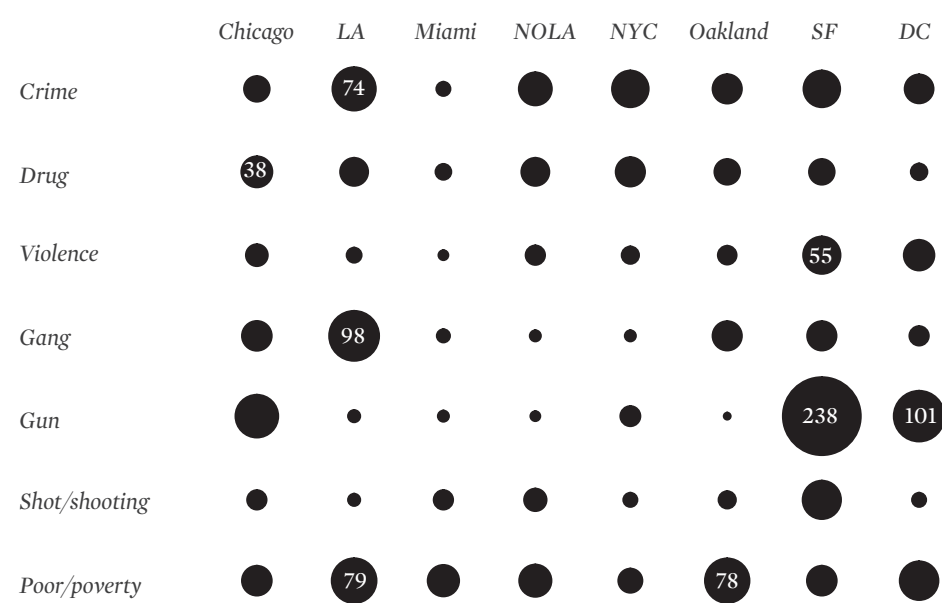 Chicago LA Miami NOLA NYC Oakland SF DC
Crime 74
Drug 38
Violence 55
Gang 98
Gun 238 101
Shot/shooting
Poor/poverty 79 78